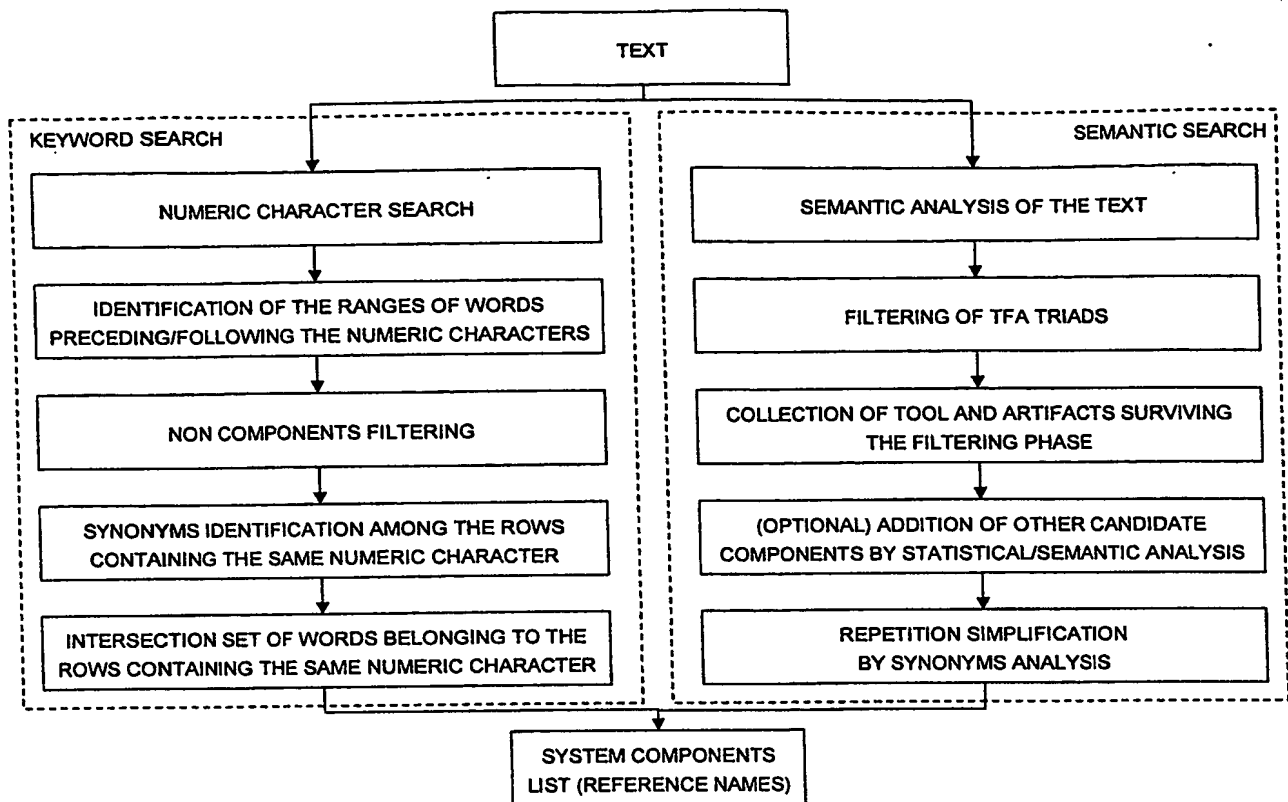 TEXT
KEYWORD SEARCH
NUMERIC CHARACTER SEARCH
IDENTIFICATION OF THE RANGES OF WORDS
PRECEDING/FOLLOWING THE NUMERIC CHARACTERS
NON COMPONENTS FILTERING
SYNONYMS IDENTIFICATION AMONG THE ROWS
CONTAINING THE SAME NUMERIC CHARACTER
INTERSECTION SET OF WORDS BELONGING TO THE
ROWS CONTAINING THE SAME NUMERIC CHARACTER
SEMANTIC SEARCH
SEMANTIC ANALYSIS OF THE TEXT
FILTERING OF TFA TRIADS
COLLECTION OF TOOL AND ARTIFACTS SURVIVING
THE FILTERING PHASE
(OPTIONAL) ADDITION OF OTHER CANDIDATE
COMPONENTS BY STATISTICAL/SEMANTIC ANALYSIS
REPETITION SIMPLIFICATION
BY SYNONYMS ANALYSIS
SYSTEM COMPONENTS
LIST (REFERENCE NAMES)